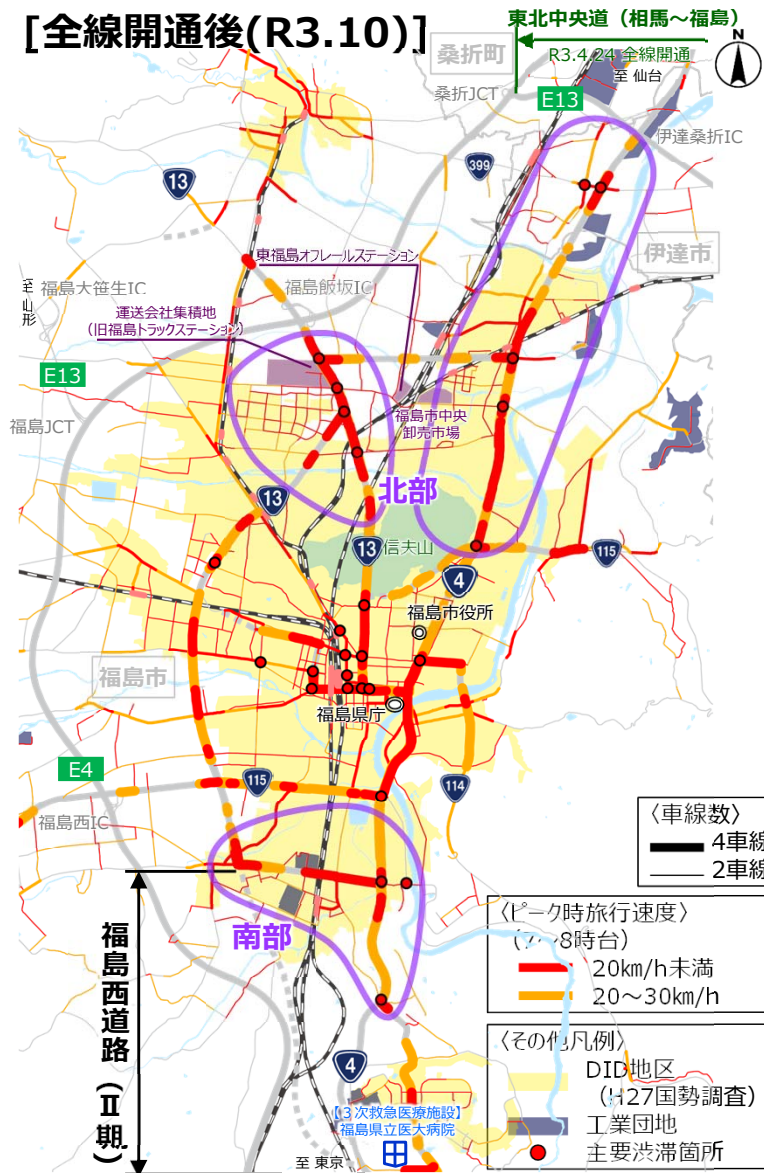 [全線開通後(R3.10)]
東北中央道（相馬～福島）
R3.4.24 全線開通
N
桑折町
至 仙台
桑折JCT
E13
伊達桑折IC
399
13
伊達市
東福島オフレールステーション
至 山形
福島大笹生IC
福島飯坂IC
運送会社集積地
（旧福島トラックステーション）
E13
福島市中央
卸売市場
福島JCT
北部
13
13
信夫山
115
4
福島市役所
福島市
福島県庁
E4
115
114
福島西IC
〈車線数〉
4車線
2車線
〈ピーク時旅行速度〉
(7～8時台)
20km/h未満
20～30km/h
南部
福島西道路（Ⅱ期）
〈その他凡例〉
DID地区
(H27国勢調査)
工業団地
主要渋滞箇所
4
【3次救急医療施設】
福島県立医大病院
至 東京